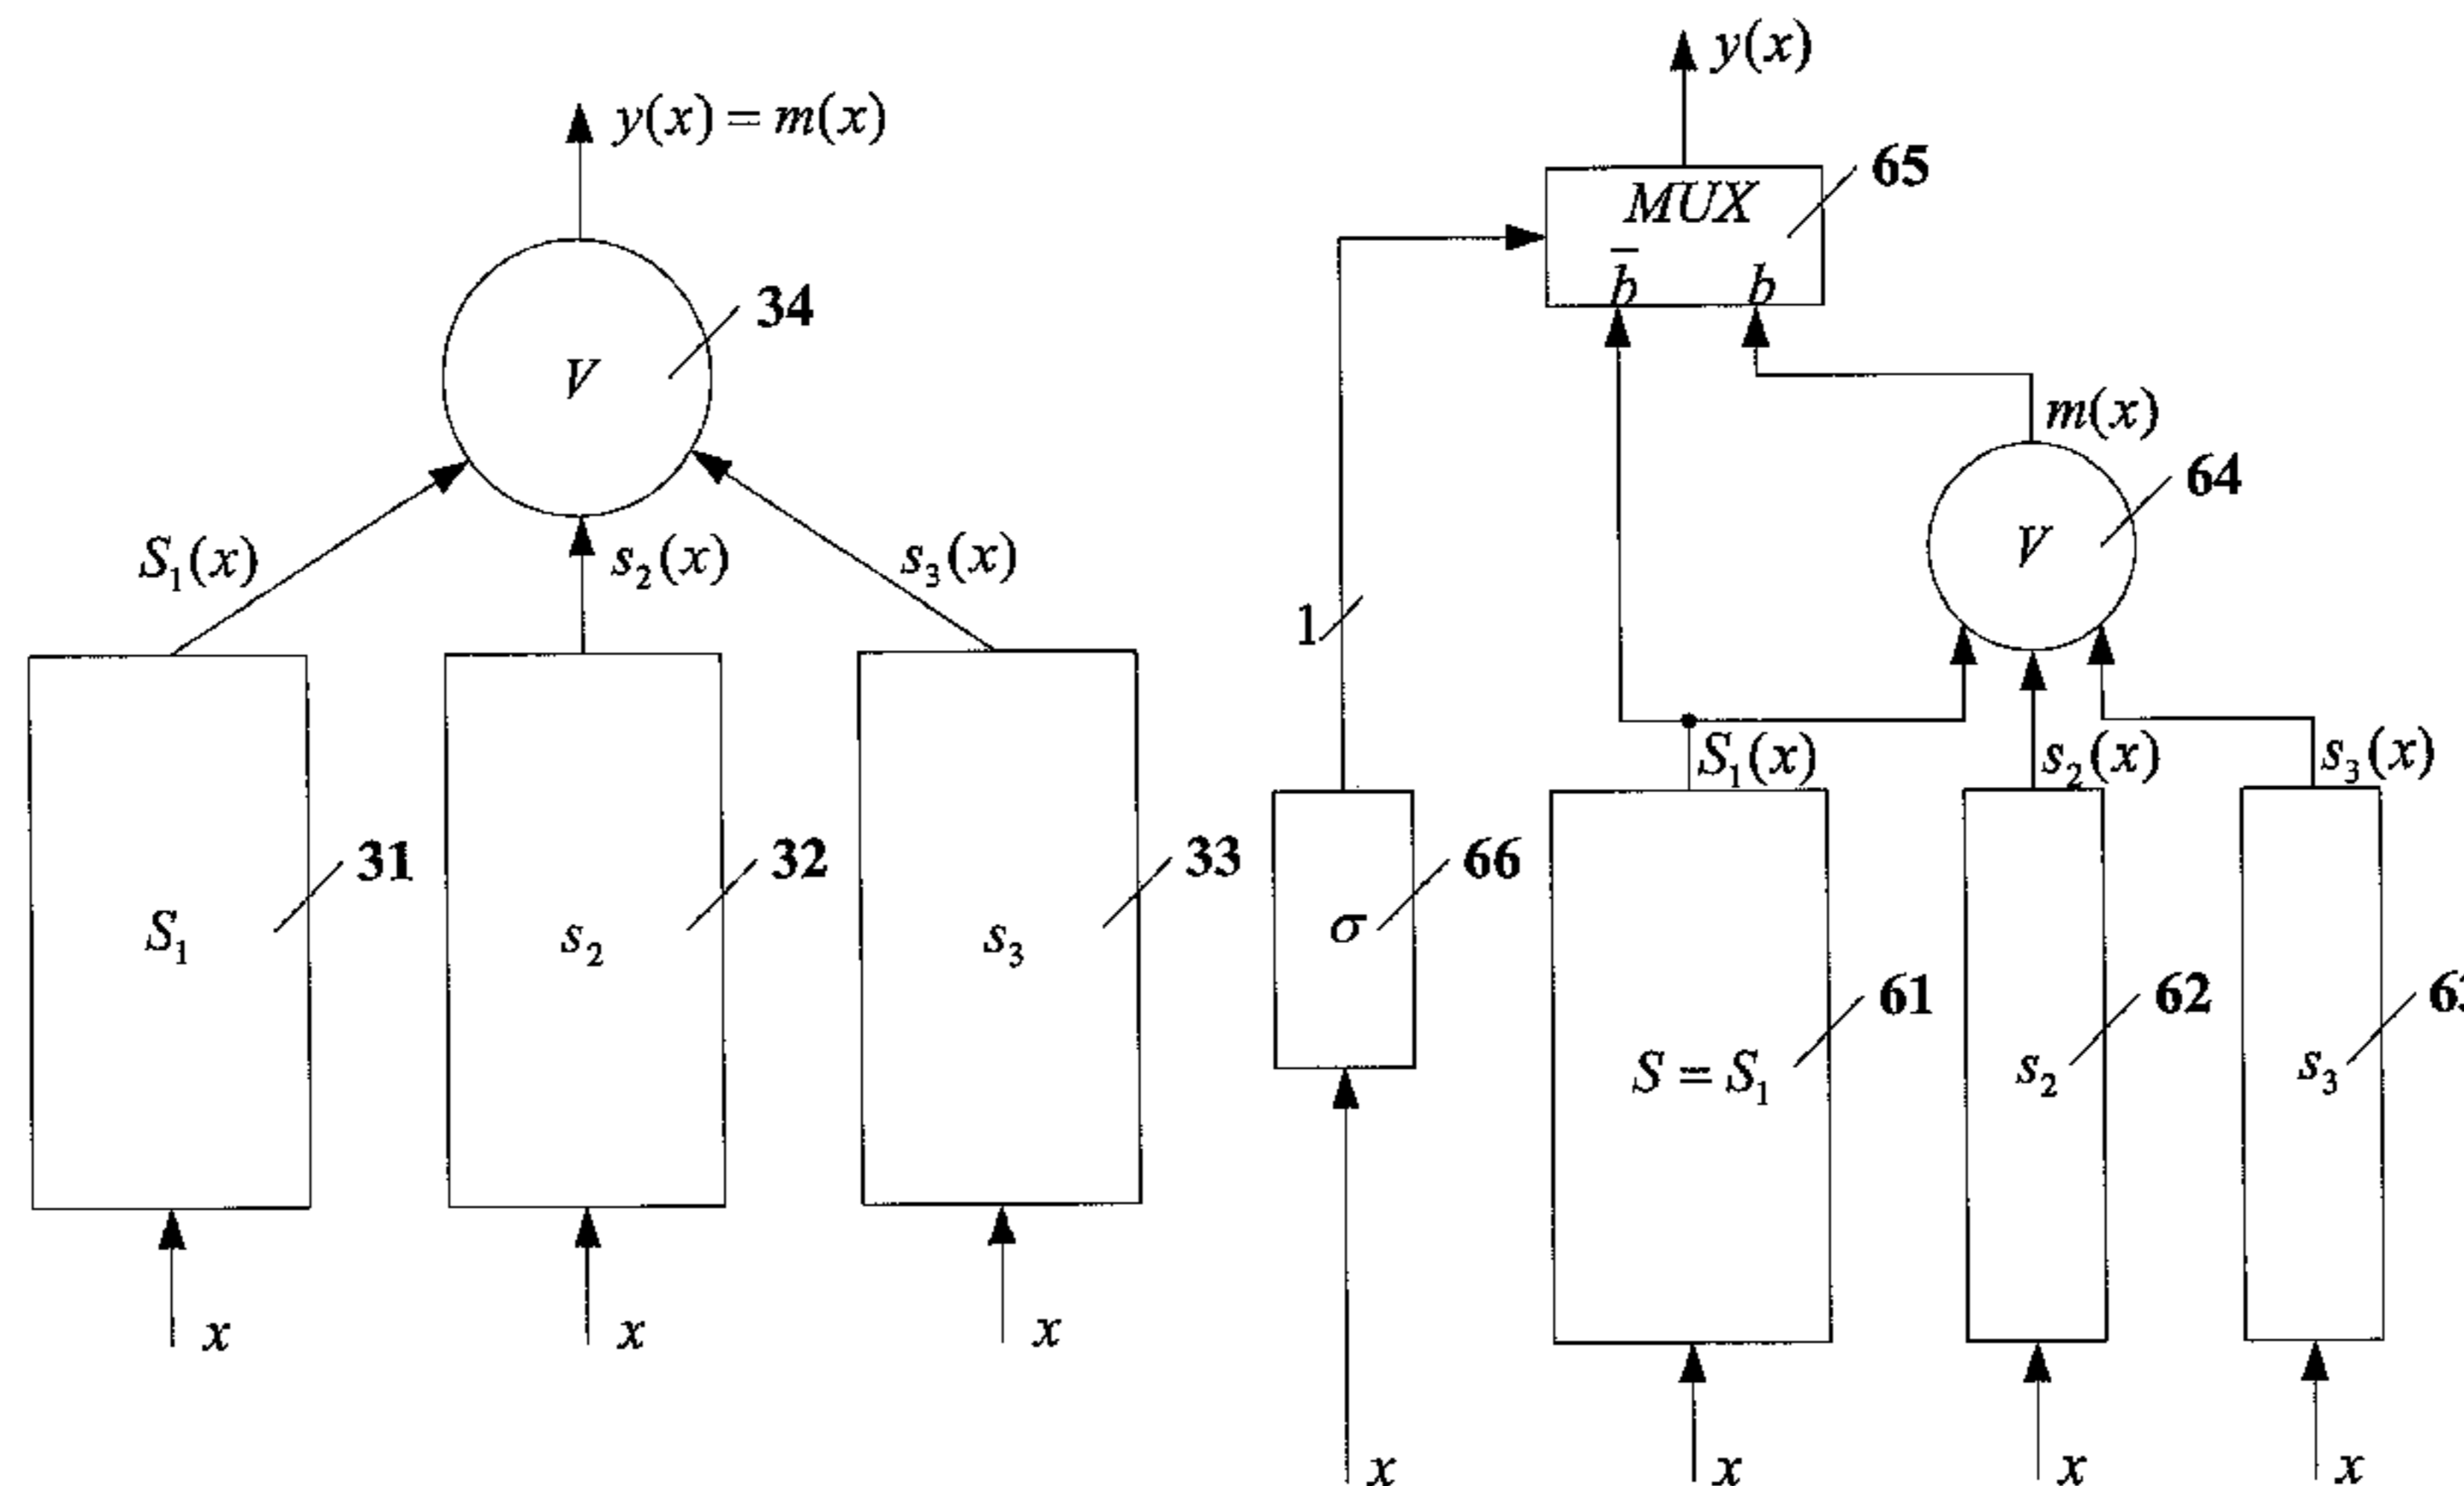 y(x) = m(x)
34
V
S₁(x)
s₂(x)
s₃(x)
31
32
33
S₁
s₂
s₃
x
x
x
y(x)
65
MUX
b̅
b
m(x)
64
V
1
S₁(x)
s₂(x)
s₃(x)
66
σ
61
62
S = S₁
s₂
s₃
x
x
x
x